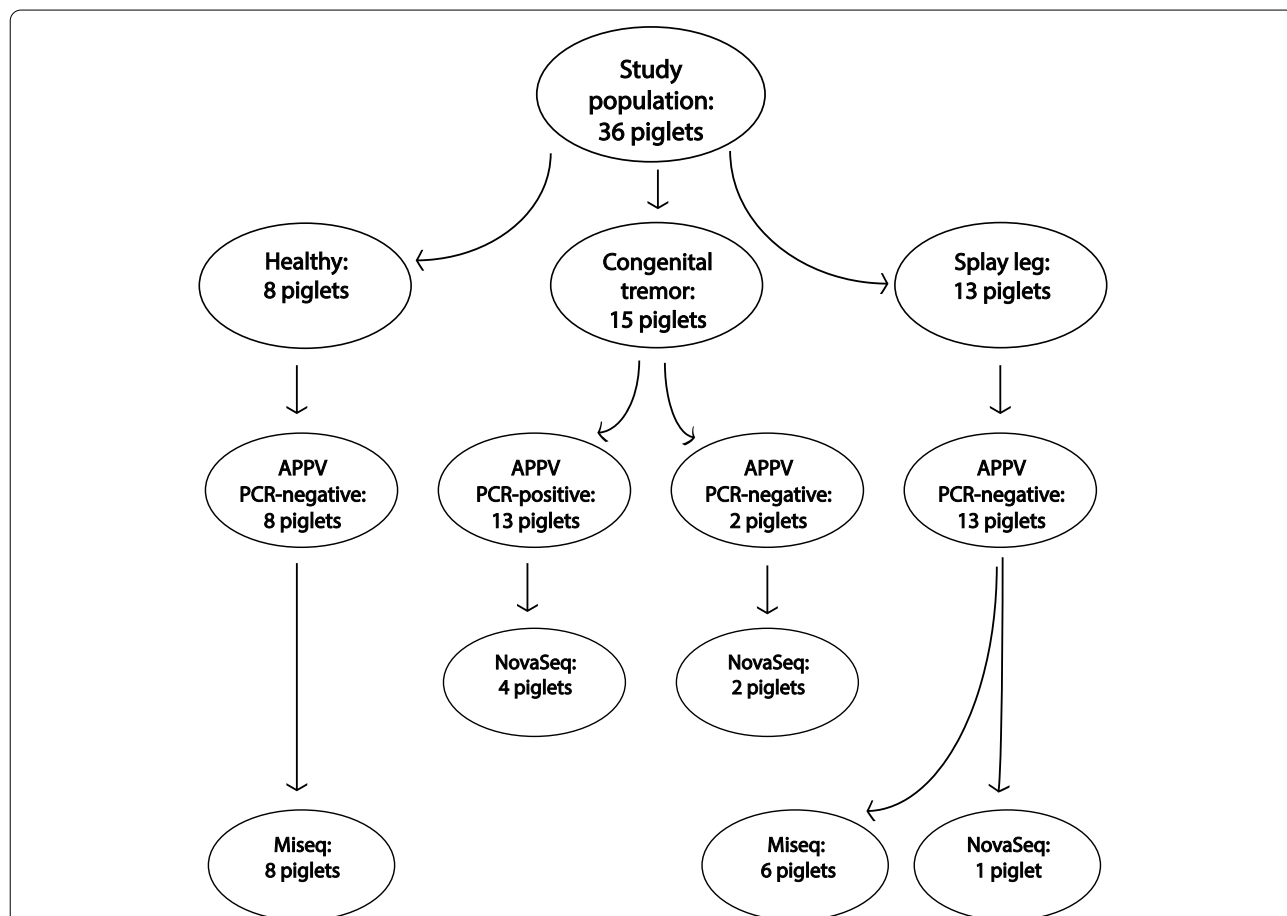 Study
population:
36 piglets
Healthy:
8 piglets
Congenital
tremor:
15 piglets
Splay leg:
13 piglets
APPV
PCR-negative:
8 piglets
APPV
PCR-positive:
13 piglets
APPV
PCR-negative:
2 piglets
APPV
PCR-negative:
13 piglets
NovaSeq:
4 piglets
NovaSeq:
2 piglets
Miseq:
8 piglets
Miseq:
6 piglets
NovaSeq:
1 piglet